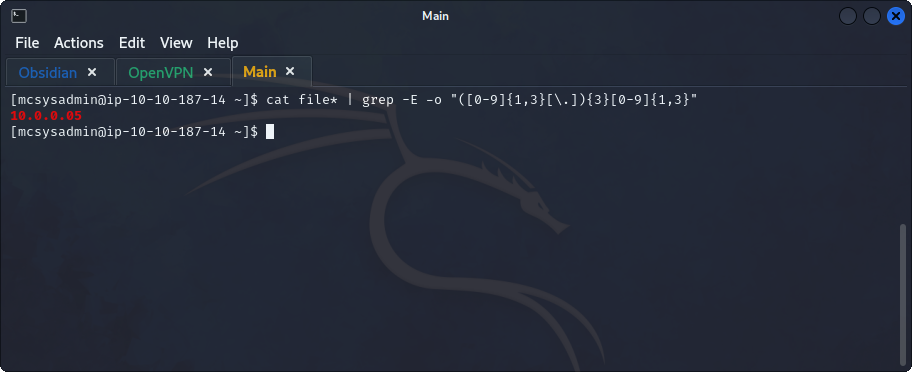 Main
File Actions Edit View Help
Obsidian × OpenVPN × Main ×
[mcsysadmin@ip-10-10-187-14 ~]$ cat file* | grep -E -o "([0-9]{1,3}[\.]){3}[0-9]{1,3}"
10.0.0.05
[mcsysadmin@ip-10-10-187-14 ~]$